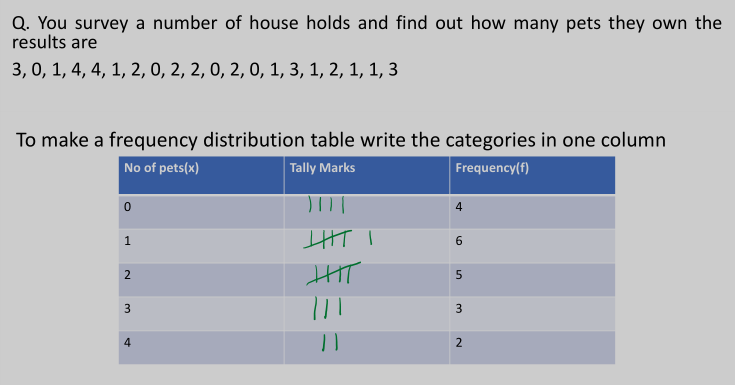 Q. You survey a number of house holds and find out how many pets they own the
results are
3, 0, 1, 4, 4, 1, 2, 0, 2, 2, 0, 2, 0, 1, 3, 1, 2, 1, 1, 3
To make a frequency distribution table write the categories in one column
No of pets(x) Tally Marks Frequency(f)
0 |||| 4
1 |||| | 6
2 |||| 5
3 ||| 3
4 || 2